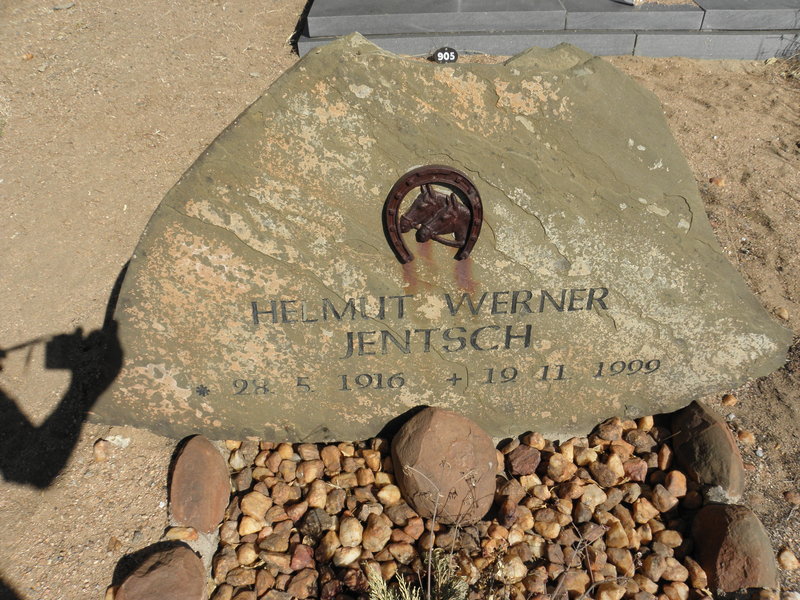 905
HELMUT WERNER
JENTSCH
* 28. 5. 1916 + 19. 11. 1999